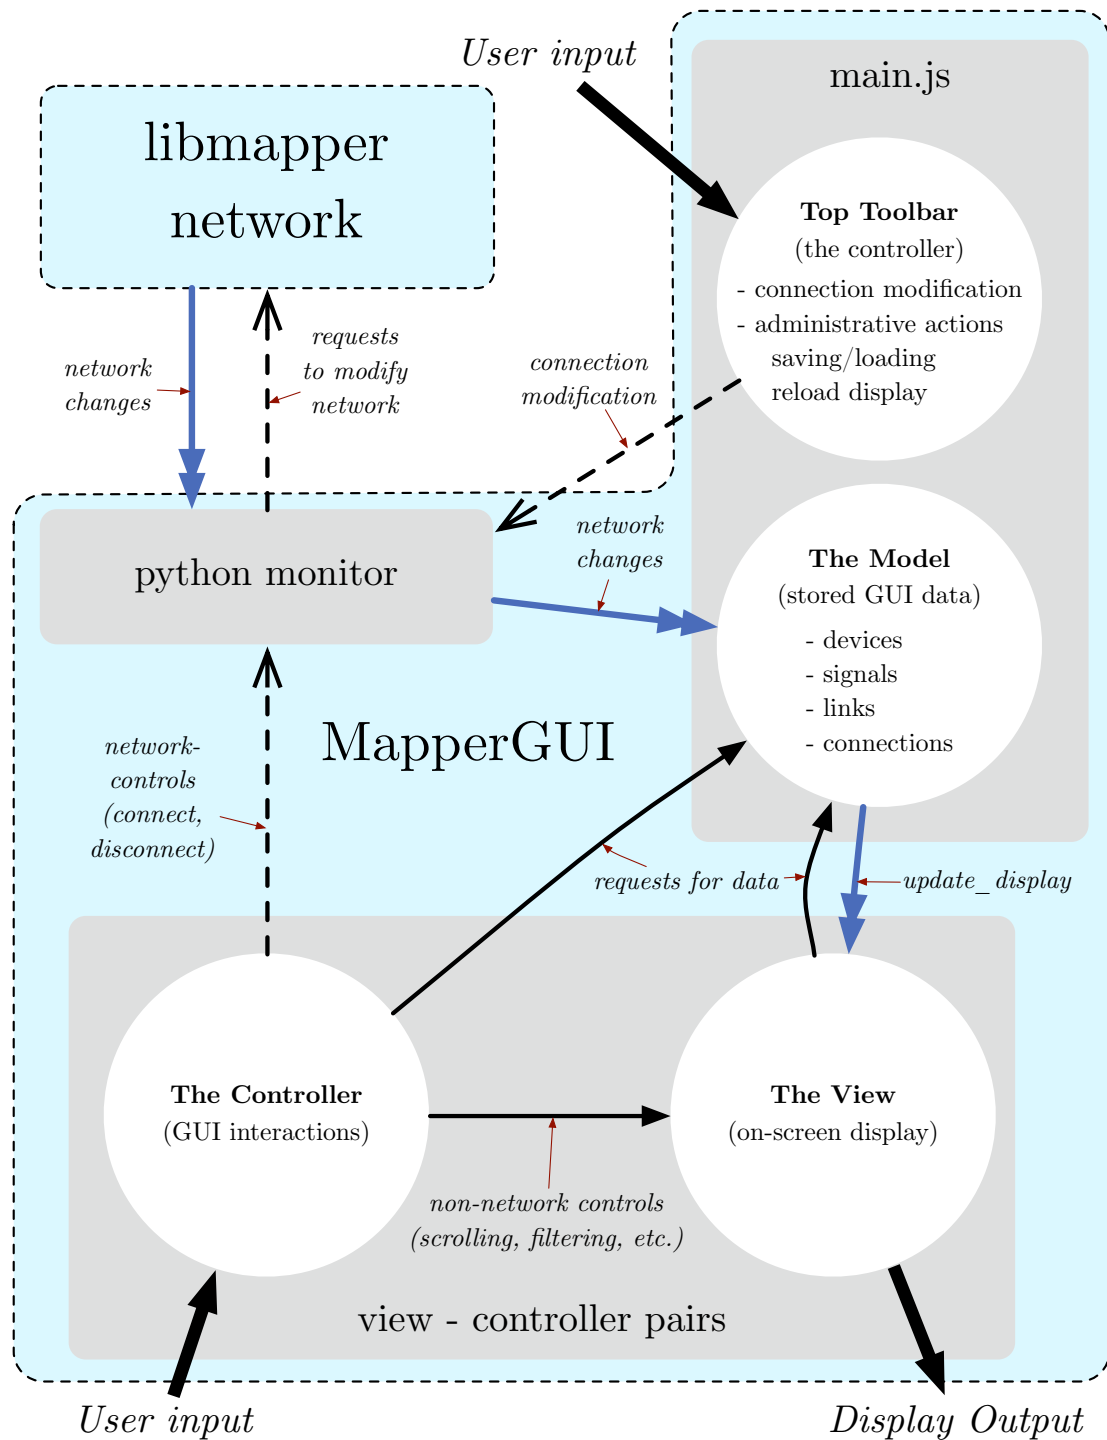 User input
main.js
libmapper
network
Top Toolbar
(the controller)
- connection modification
- administrative actions
saving/loading
reload display
network
changes
requests
to modify
network
connection
modification
python monitor
network
changes
The Model
(stored GUI data)
- devices
- signals
- links
- connections
MapperGUI
network-
controls
(connect,
disconnect)
requests for data
update_display
The Controller
(GUI interactions)
The View
(on-screen display)
non-network controls
(scrolling, filtering, etc.)
view - controller pairs
User input
Display Output